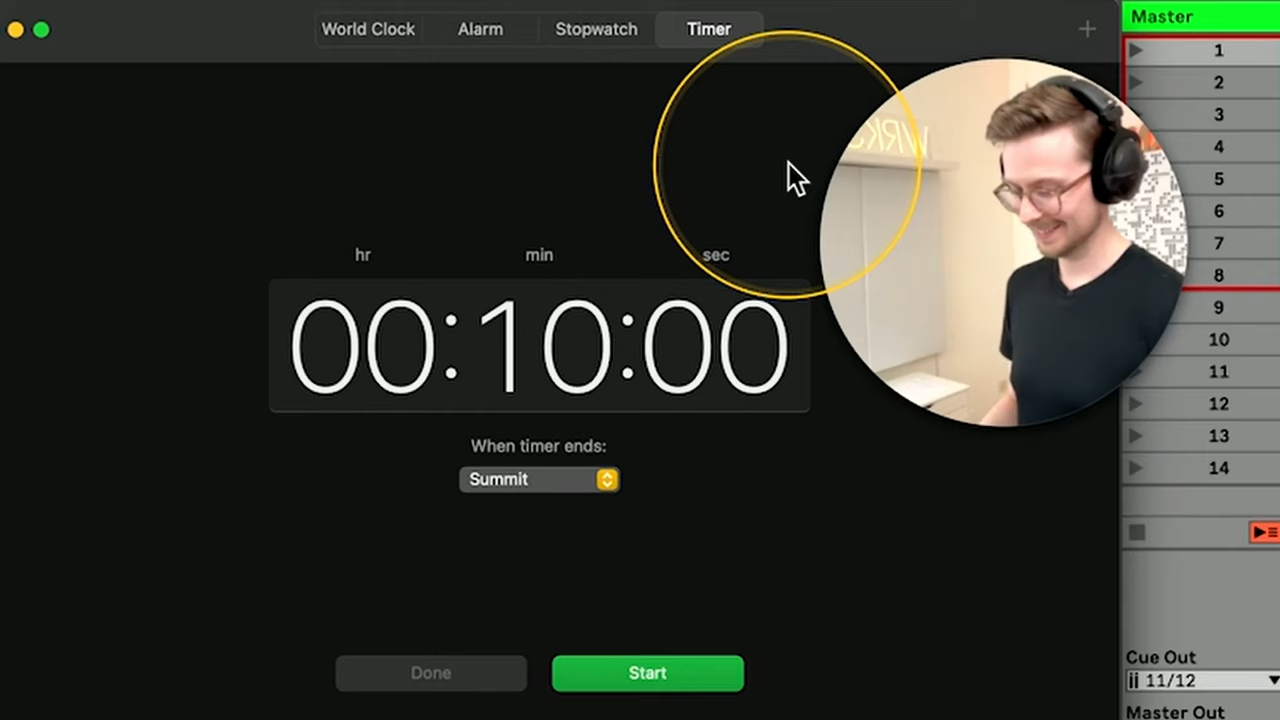 World Clock Alarm Stopwatch Timer
hr min sec
00:10:00
When timer ends:
Summit
Done Start
Master
1
2
3
4
5
6
7
8
9
10
11
12
13
14
Cue Out
11/12
Master Out